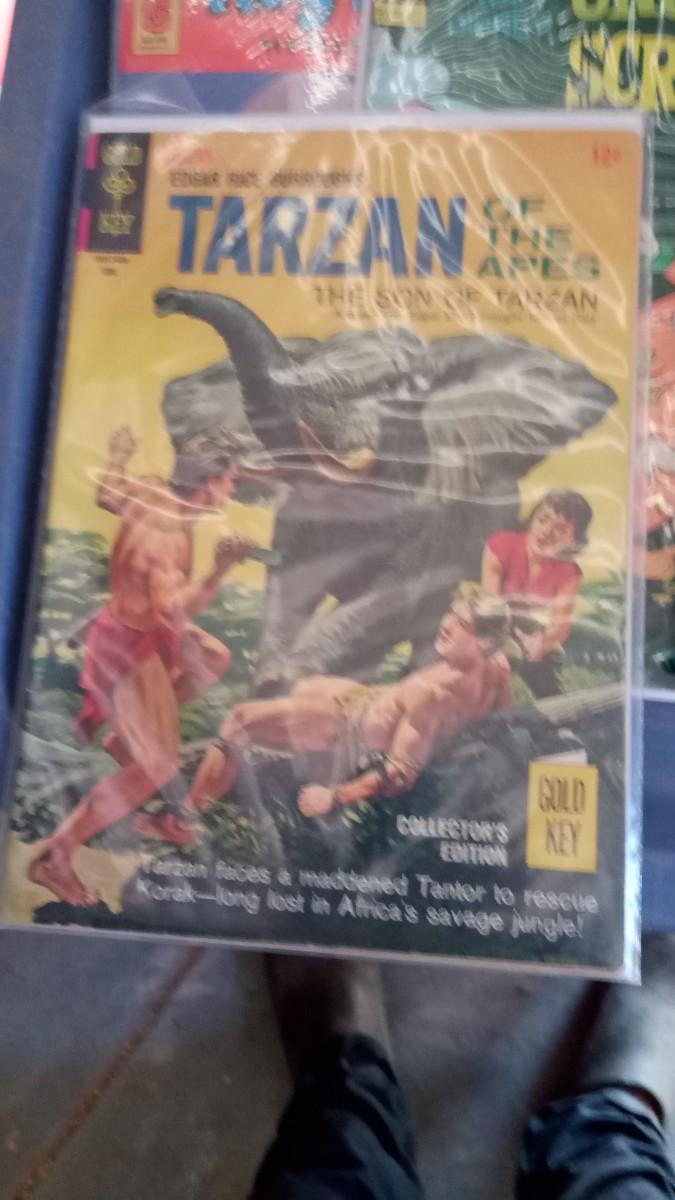 GOLD
KEY
12¢
EDGAR RICE BURROUGHS'
TARZAN
OF
THE
APES
THE SON OF TARZAN
COLLECTOR'S
EDITION
GOLD
KEY
Tarzan faces a maddened Tantor to rescue
Korak—long lost in Africa's savage jungle!
SCR